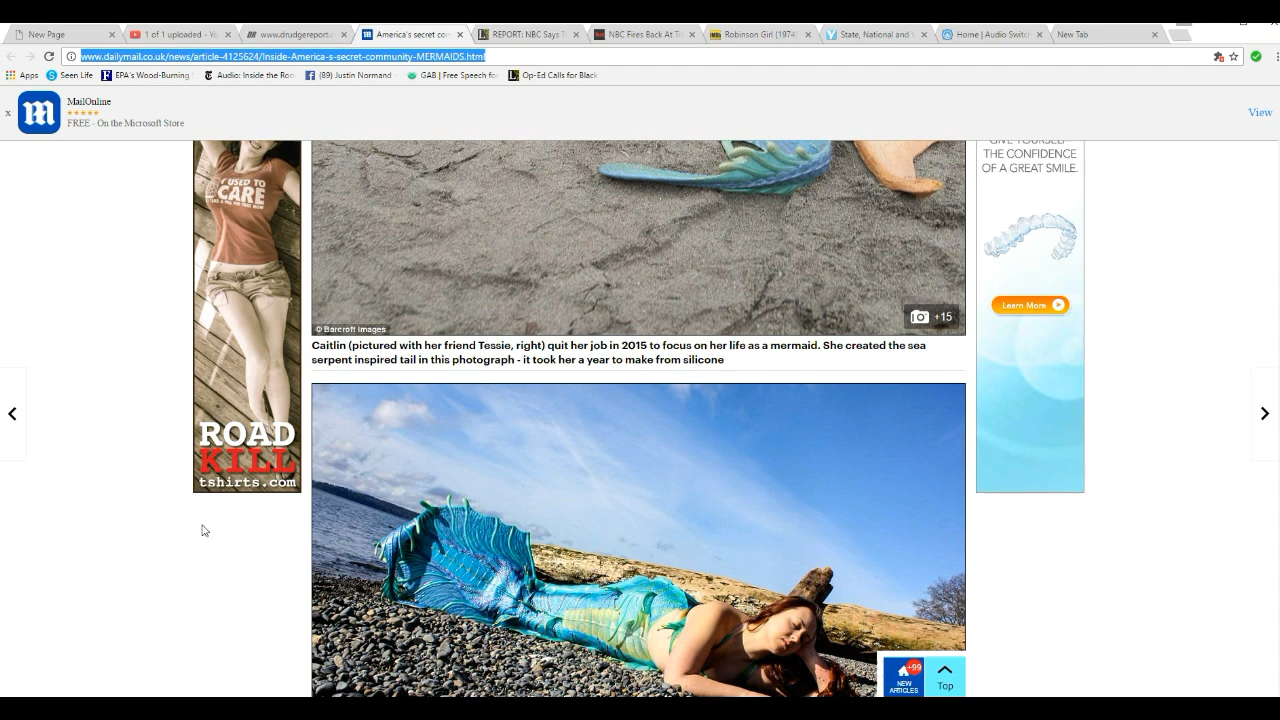 New Page
1 of 1 uploaded - Yo
www.drudgereport.c
America's secret com
REPORT: NBC Says T
NBC Fires Back At Tr
Robinson Girl (1974)
State, National and
Home | Audio Switch
New Tab
www.dailymail.co.uk/news/article-4125624/Inside-America-s-secret-community-MERMAIDS.html
Apps
Seen Life
EPA's Wood-Burning
Audio: Inside the Roo
(89) Justin Normand
GAB | Free Speech for
Op-Ed Calls for Black
x
MailOnline
FREE - On the Microsoft Store
View
I USED TO
CARE
ROAD
KILL
tshirts.com
GIVE YOURSELF
THE CONFIDENCE
OF A GREAT SMILE.
Learn More
+15
© Barcroft Images
Caitlin (pictured with her friend Tessie, right) quit her job in 2015 to focus on her life as a mermaid. She created the sea
serpent inspired tail in this photograph - it took her a year to make from silicone
+99
NEW
ARTICLES
Top